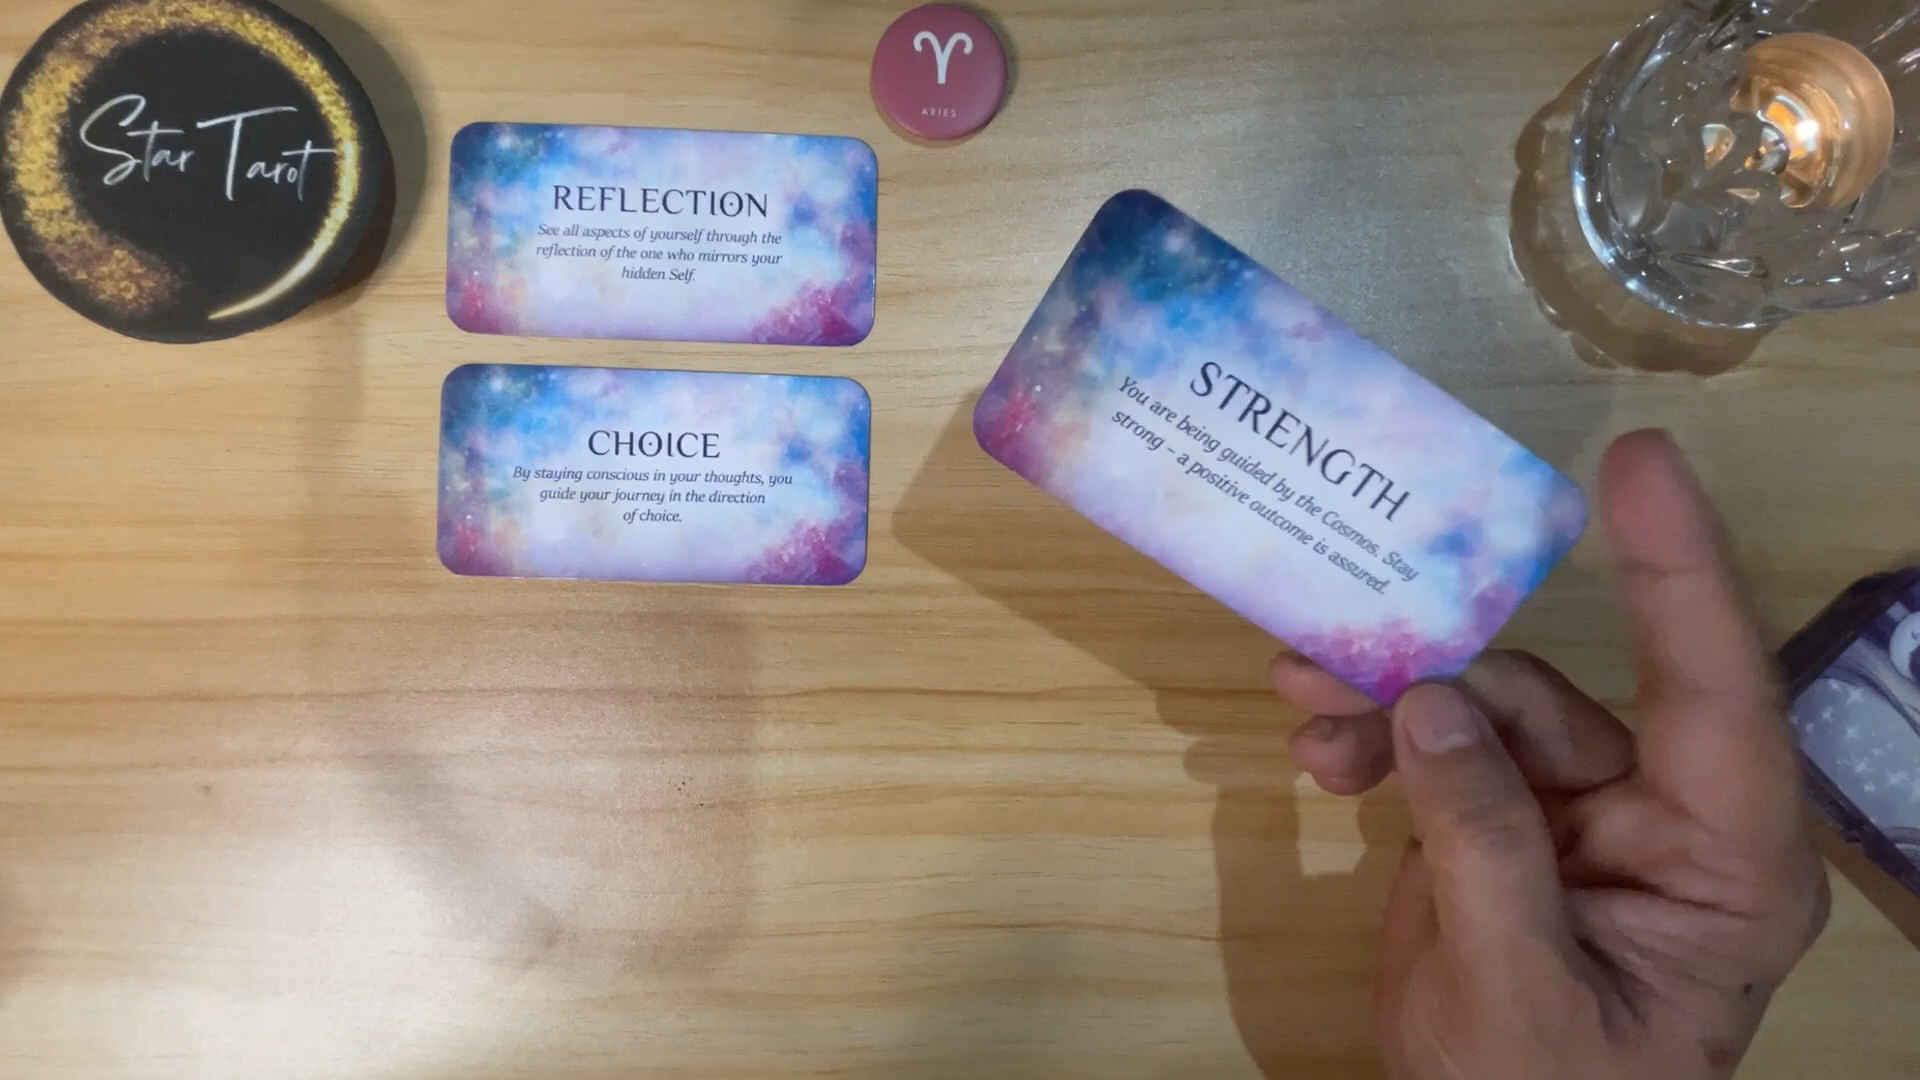 Star Tarot
ARIES
REFLECTION
See all aspects of yourself through the
reflection of the one who mirrors your
hidden Self.
CHOICE
By staying conscious in your thoughts, you
guide your journey in the direction
of choice.
STRENGTH
You are being guided by the Cosmos. Stay
strong – a positive outcome is assured.